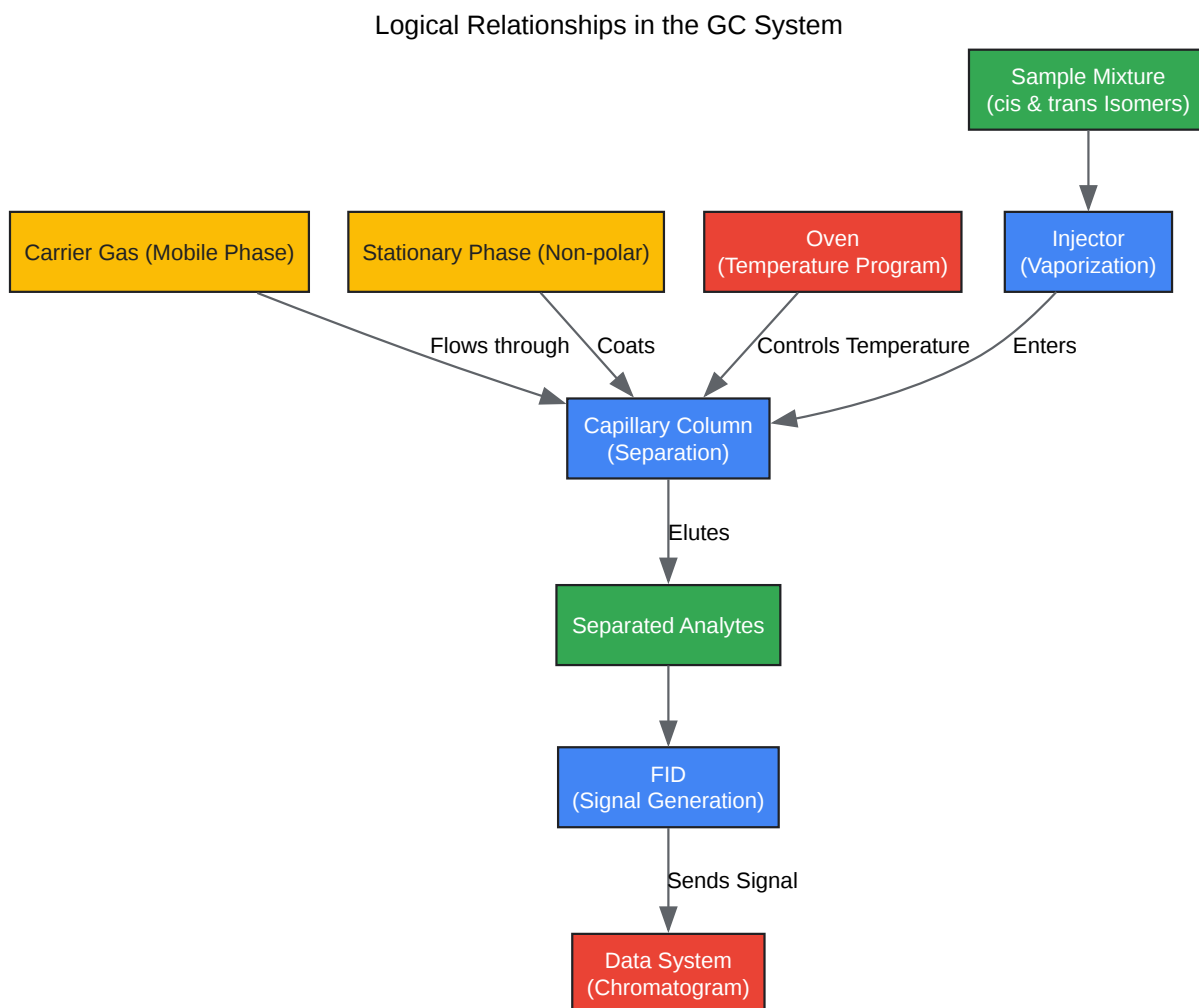 Logical Relationships in the GC System
Sample Mixture
(cis & trans Isomers)
Carrier Gas (Mobile Phase)
Stationary Phase (Non-polar)
Oven
(Temperature Program)
Injector
(Vaporization)
Flows through
Coats
Controls Temperature
Enters
Capillary Column
(Separation)
Elutes
Separated Analytes
FID
(Signal Generation)
Sends Signal
Data System
(Chromatogram)